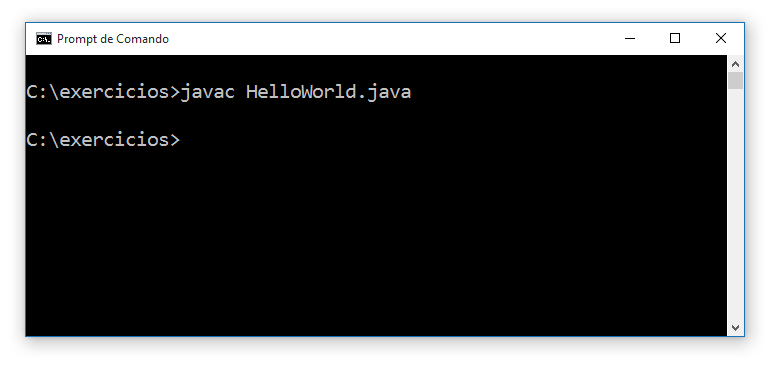 Prompt de Comando
C:\exercicios>javac HelloWorld.java
C:\exercicios>